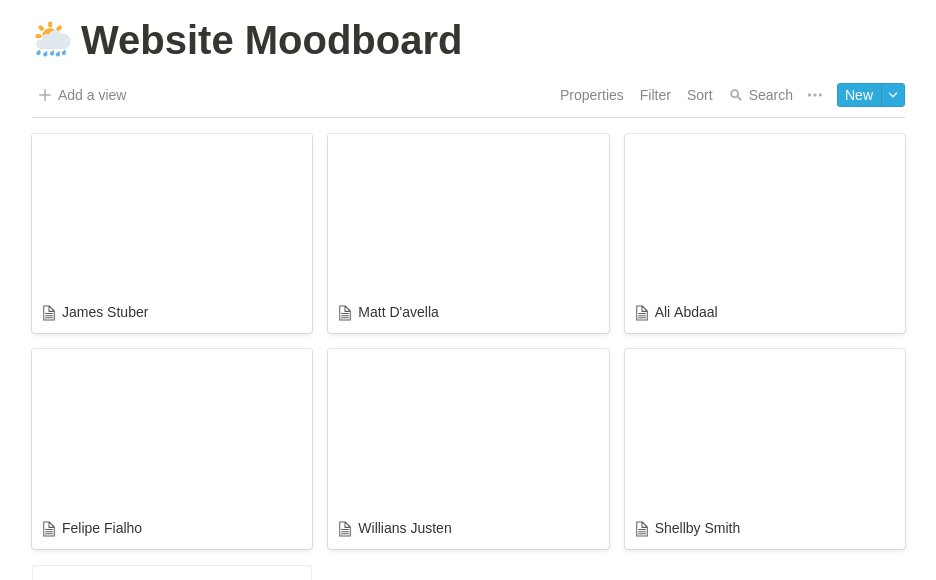 Website Moodboard
Add a view
Properties Filter Sort Search New
James Stuber
Matt D'avella
Ali Abdaal
Felipe Fialho
Willians Justen
Shellby Smith